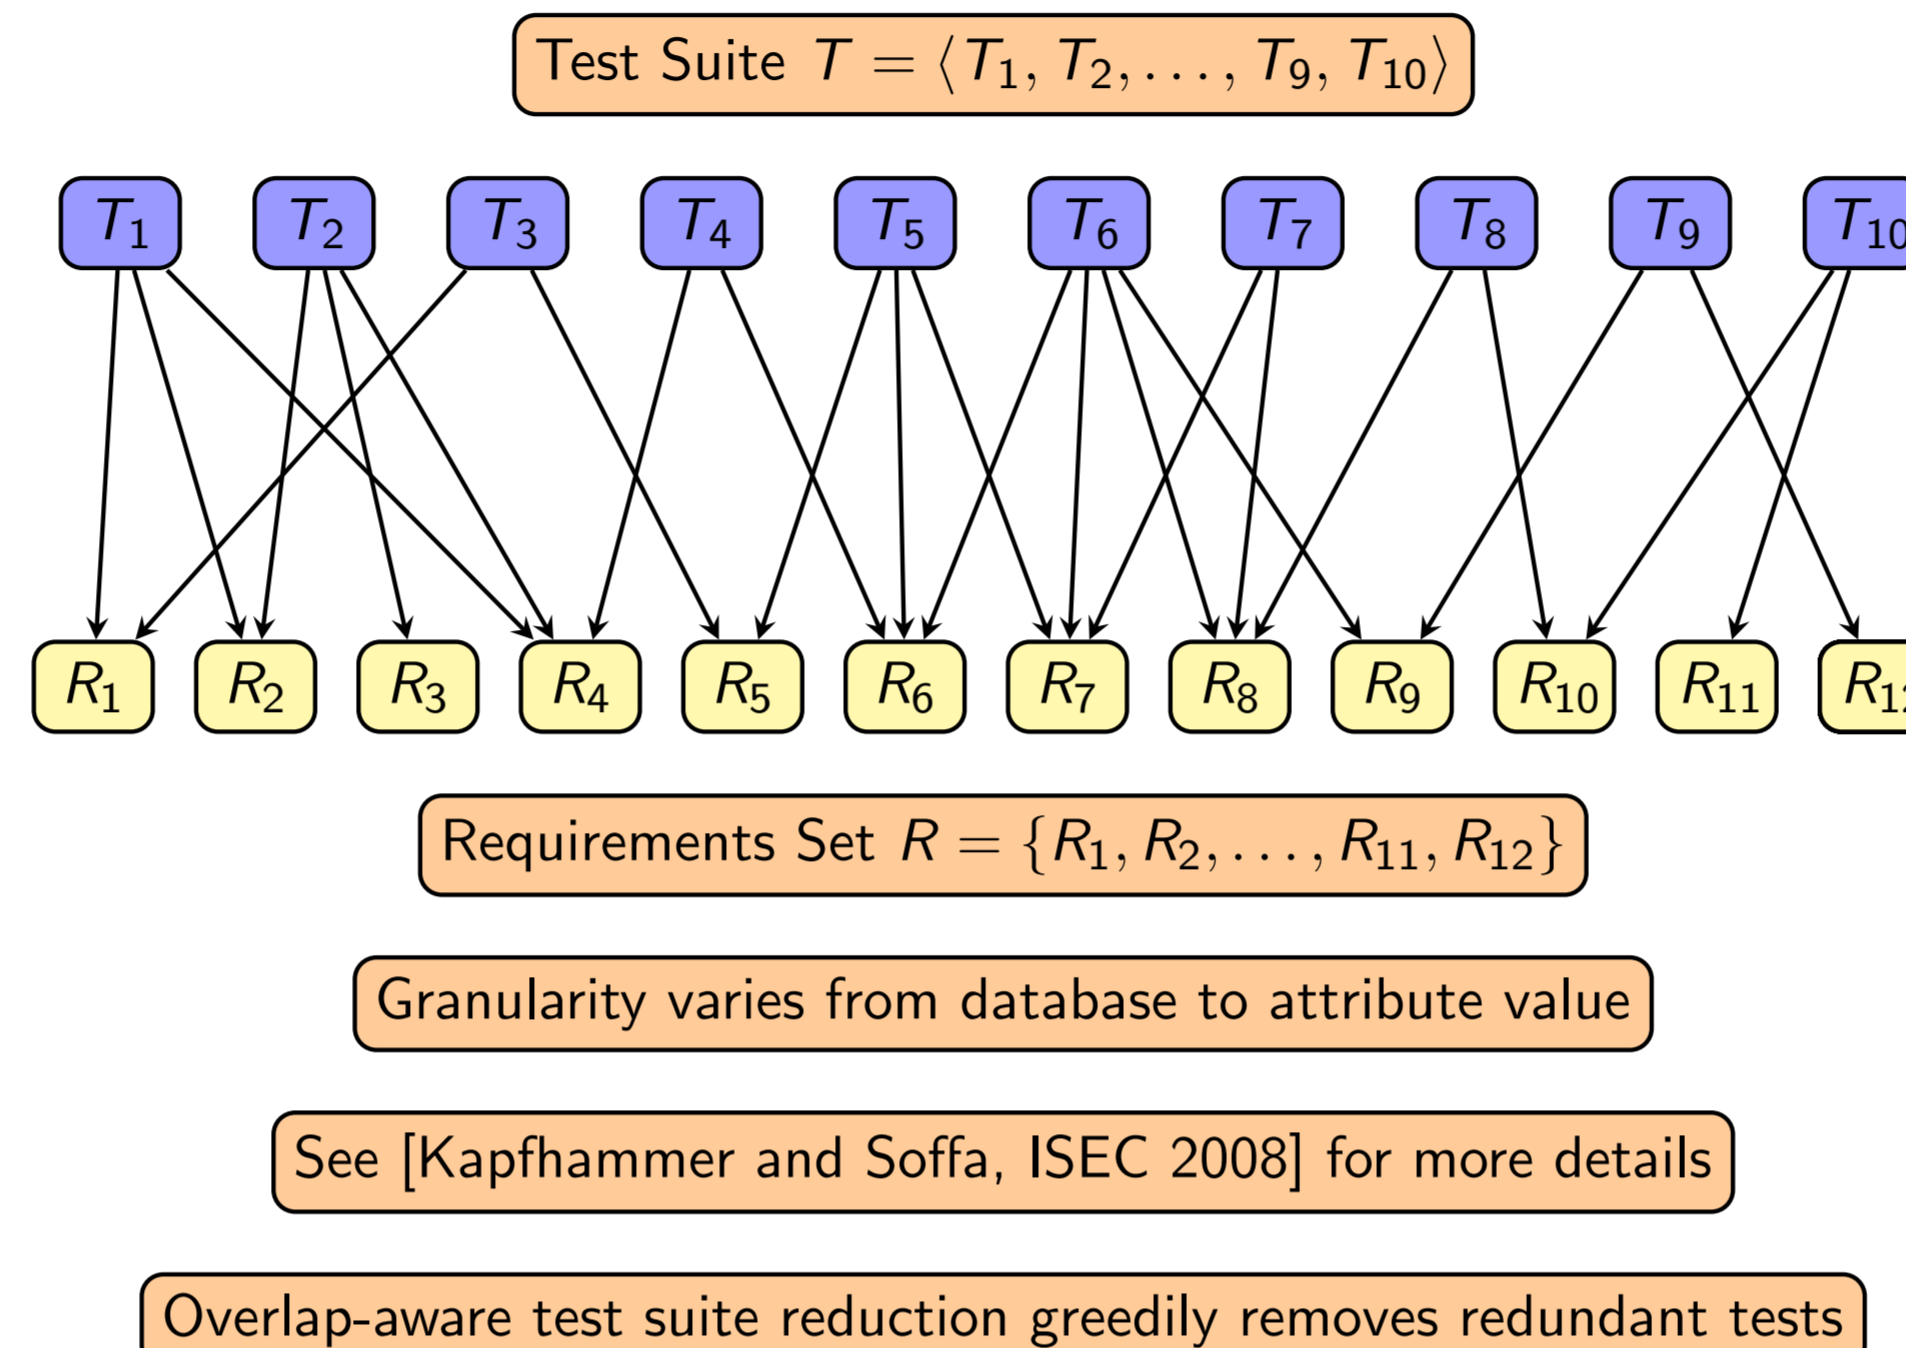 Test Suite T = ⟨T₁, T₂, . . . , T₉, T₁₀⟩
T₁ T₂ T₃ T₄ T₅ T₆ T₇ T₈ T₉ T₁₀
R₁ R₂ R₃ R₄ R₅ R₆ R₇ R₈ R₉ R₁₀ R₁₁ R₁₂
Requirements Set R = {R₁, R₂, . . . , R₁₁, R₁₂}
Granularity varies from database to attribute value
See [Kapfhammer and Soffa, ISEC 2008] for more details
Overlap-aware test suite reduction greedily removes redundant tests